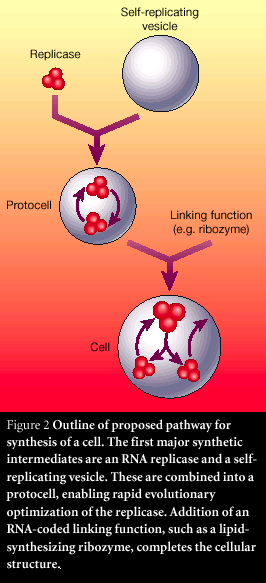 Self-replicating
vesicle
Replicase
Protocell
Linking function
(e.g. ribozyme)
Cell
Figure 2 Outline of proposed pathway for
synthesis of a cell. The first major synthetic
intermediates are an RNA replicase and a self-
replicating vesicle. These are combined into a
protocell, enabling rapid evolutionary
optimization of the replicase. Addition of an
RNA-coded linking function, such as a lipid-
synthesizing ribozyme, completes the cellular
structure.